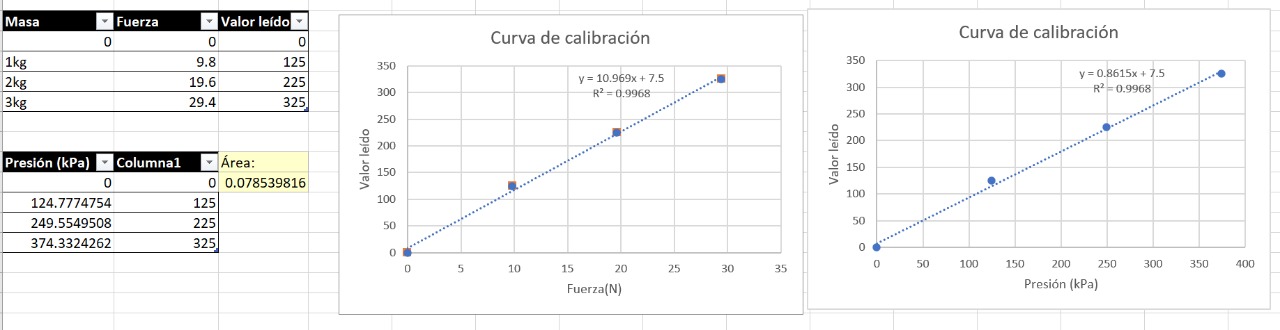 Masa Fuerza Valor leído
0 0 0
1kg 9.8 125
2kg 19.6 225
3kg 29.4 325
Presión (kPa) Columna1 Área:
0 0 0.078539816
124.7774754 125
249.5549508 225
374.3324262 325
Curva de calibración
y = 10.969x + 7.5
R² = 0.9968
Valor leído
350
300
250
200
150
100
50
0
0 5 10 15 20 25 30 35
Fuerza(N)
Curva de calibración
y = 0.8615x + 7.5
R² = 0.9968
Valor leído
350
300
250
200
150
100
50
0
0 50 100 150 200 250 300 350 400
Presión (kPa)